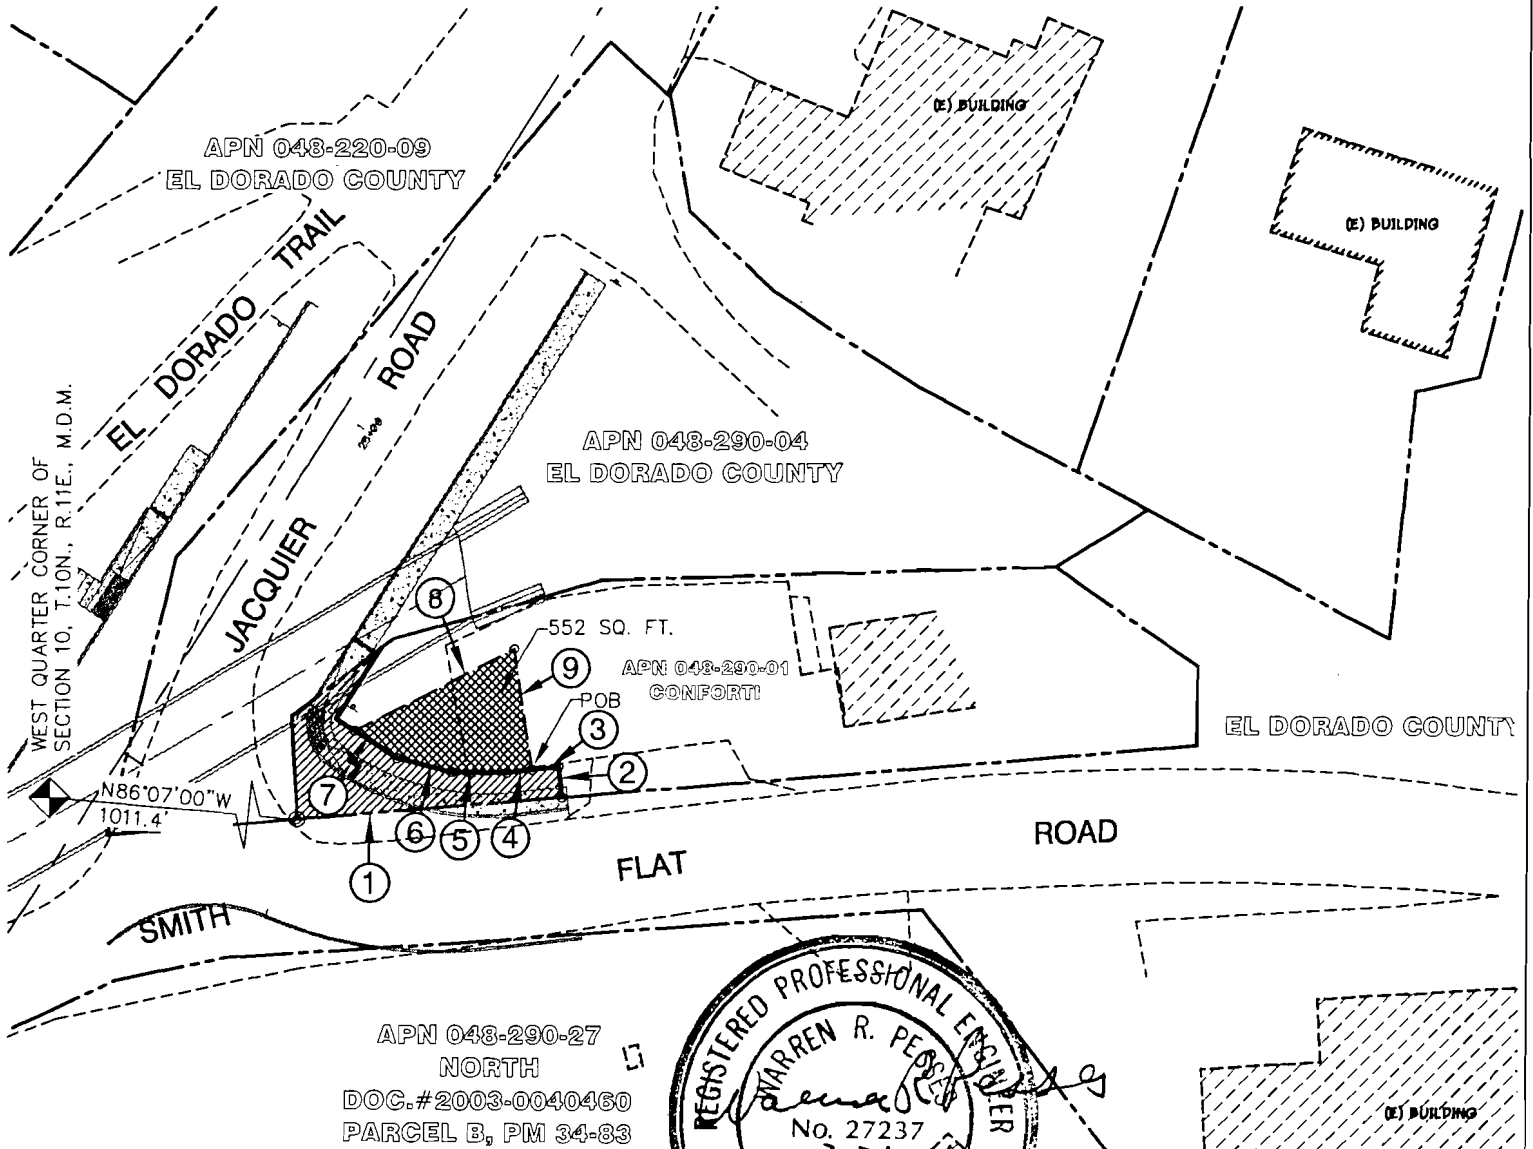 (E) BUILDING
APN 048-220-09
EL DORADO COUNTY
(E) BUILDING
EL DORADO TRAIL
JACQUIER ROAD
25+00
WEST QUARTER CORNER OF
SECTION 10, T.10N., R.11E., M.D.M.
APN 048-290-04
EL DORADO COUNTY
8
552 SQ. FT.
9
APN 048-290-01
CONFORTI
POB
3
2
EL DORADO COUNTY
N86°07'00"W
1011.4'
7
6
5
4
1
SMITH FLAT ROAD
APN 048-290-27
NORTH
DOC.#2003-0040460
PARCEL B, PM 34-83
REGISTERED PROFESSIONAL ENGINEER
WARREN R.
No. 27237
(E) BUILDING